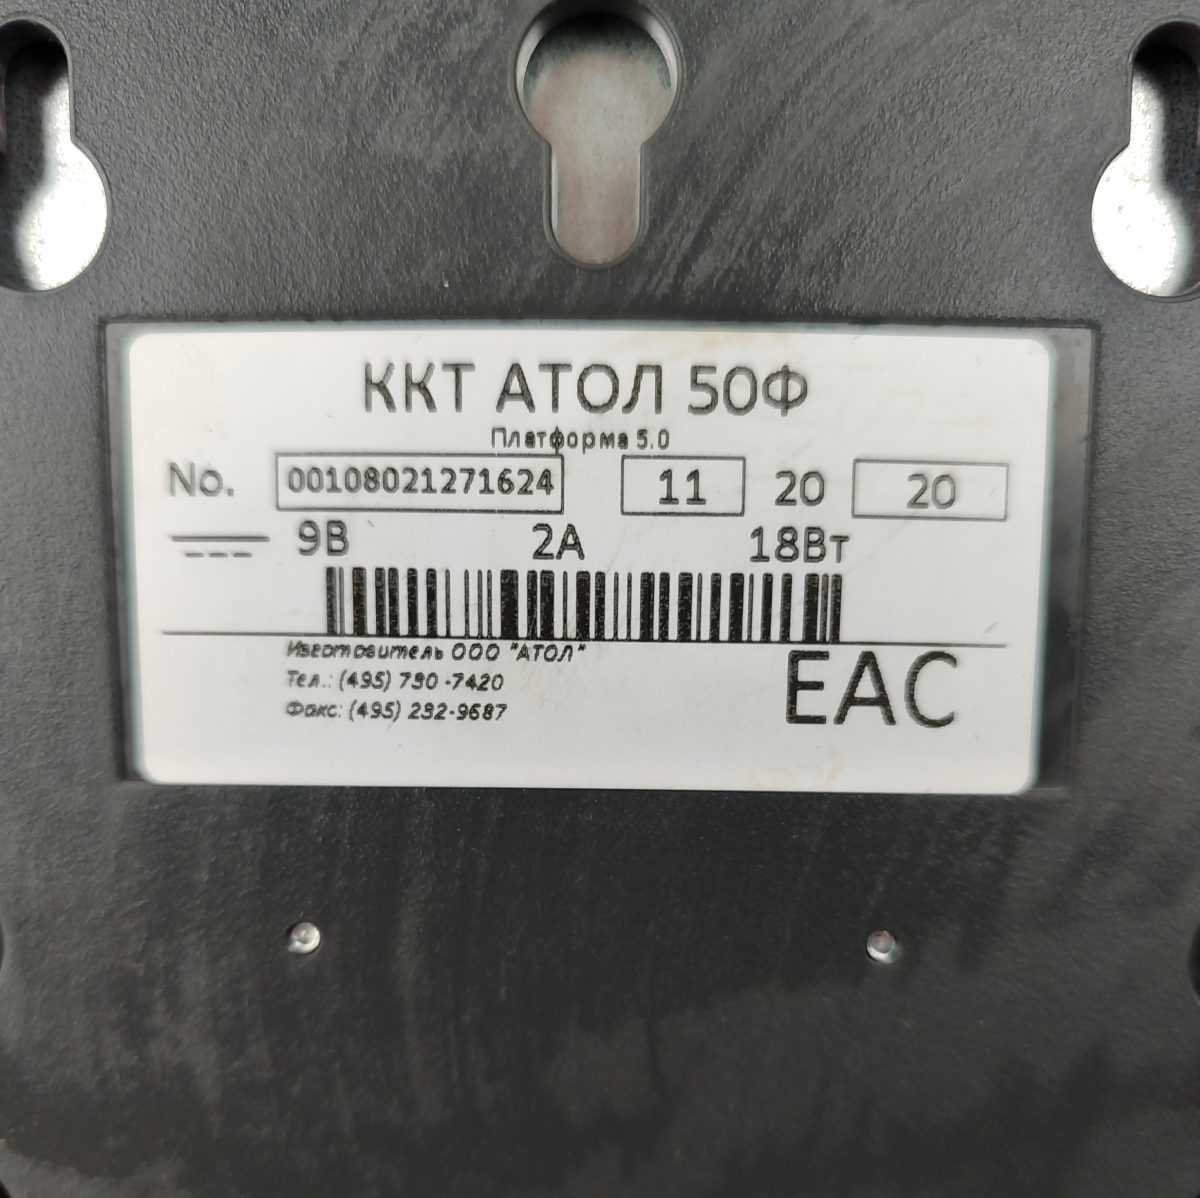 ККТ АТОЛ 50Ф
Платформа 5.0
No. 00108021271624 11 20 20
9В 2А 18Вт
Изготовитель ООО "АТОЛ"
Тел.: (495) 730 -7420
Факс: (495) 232-9687
EAC